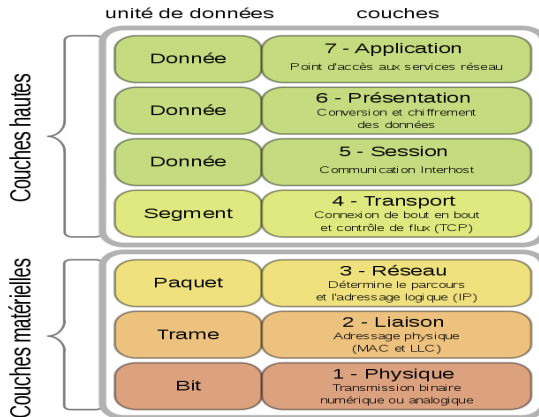 unité de données couches
Couches hautes
Donnée
7 - Application
Point d'accès aux services réseau
Donnée
6 - Présentation
Conversion et chiffrement
des données
Donnée
5 - Session
Communication Interhost
Segment
4 - Transport
Connexion de bout en bout
et contrôle de flux (TCP)
Couches matérielles
Paquet
3 - Réseau
Détermine le parcours
et l'adressage logique (IP)
Trame
2 - Liaison
Adressage physique
(MAC et LLC)
Bit
1 - Physique
Transmission binaire
numérique ou analogique